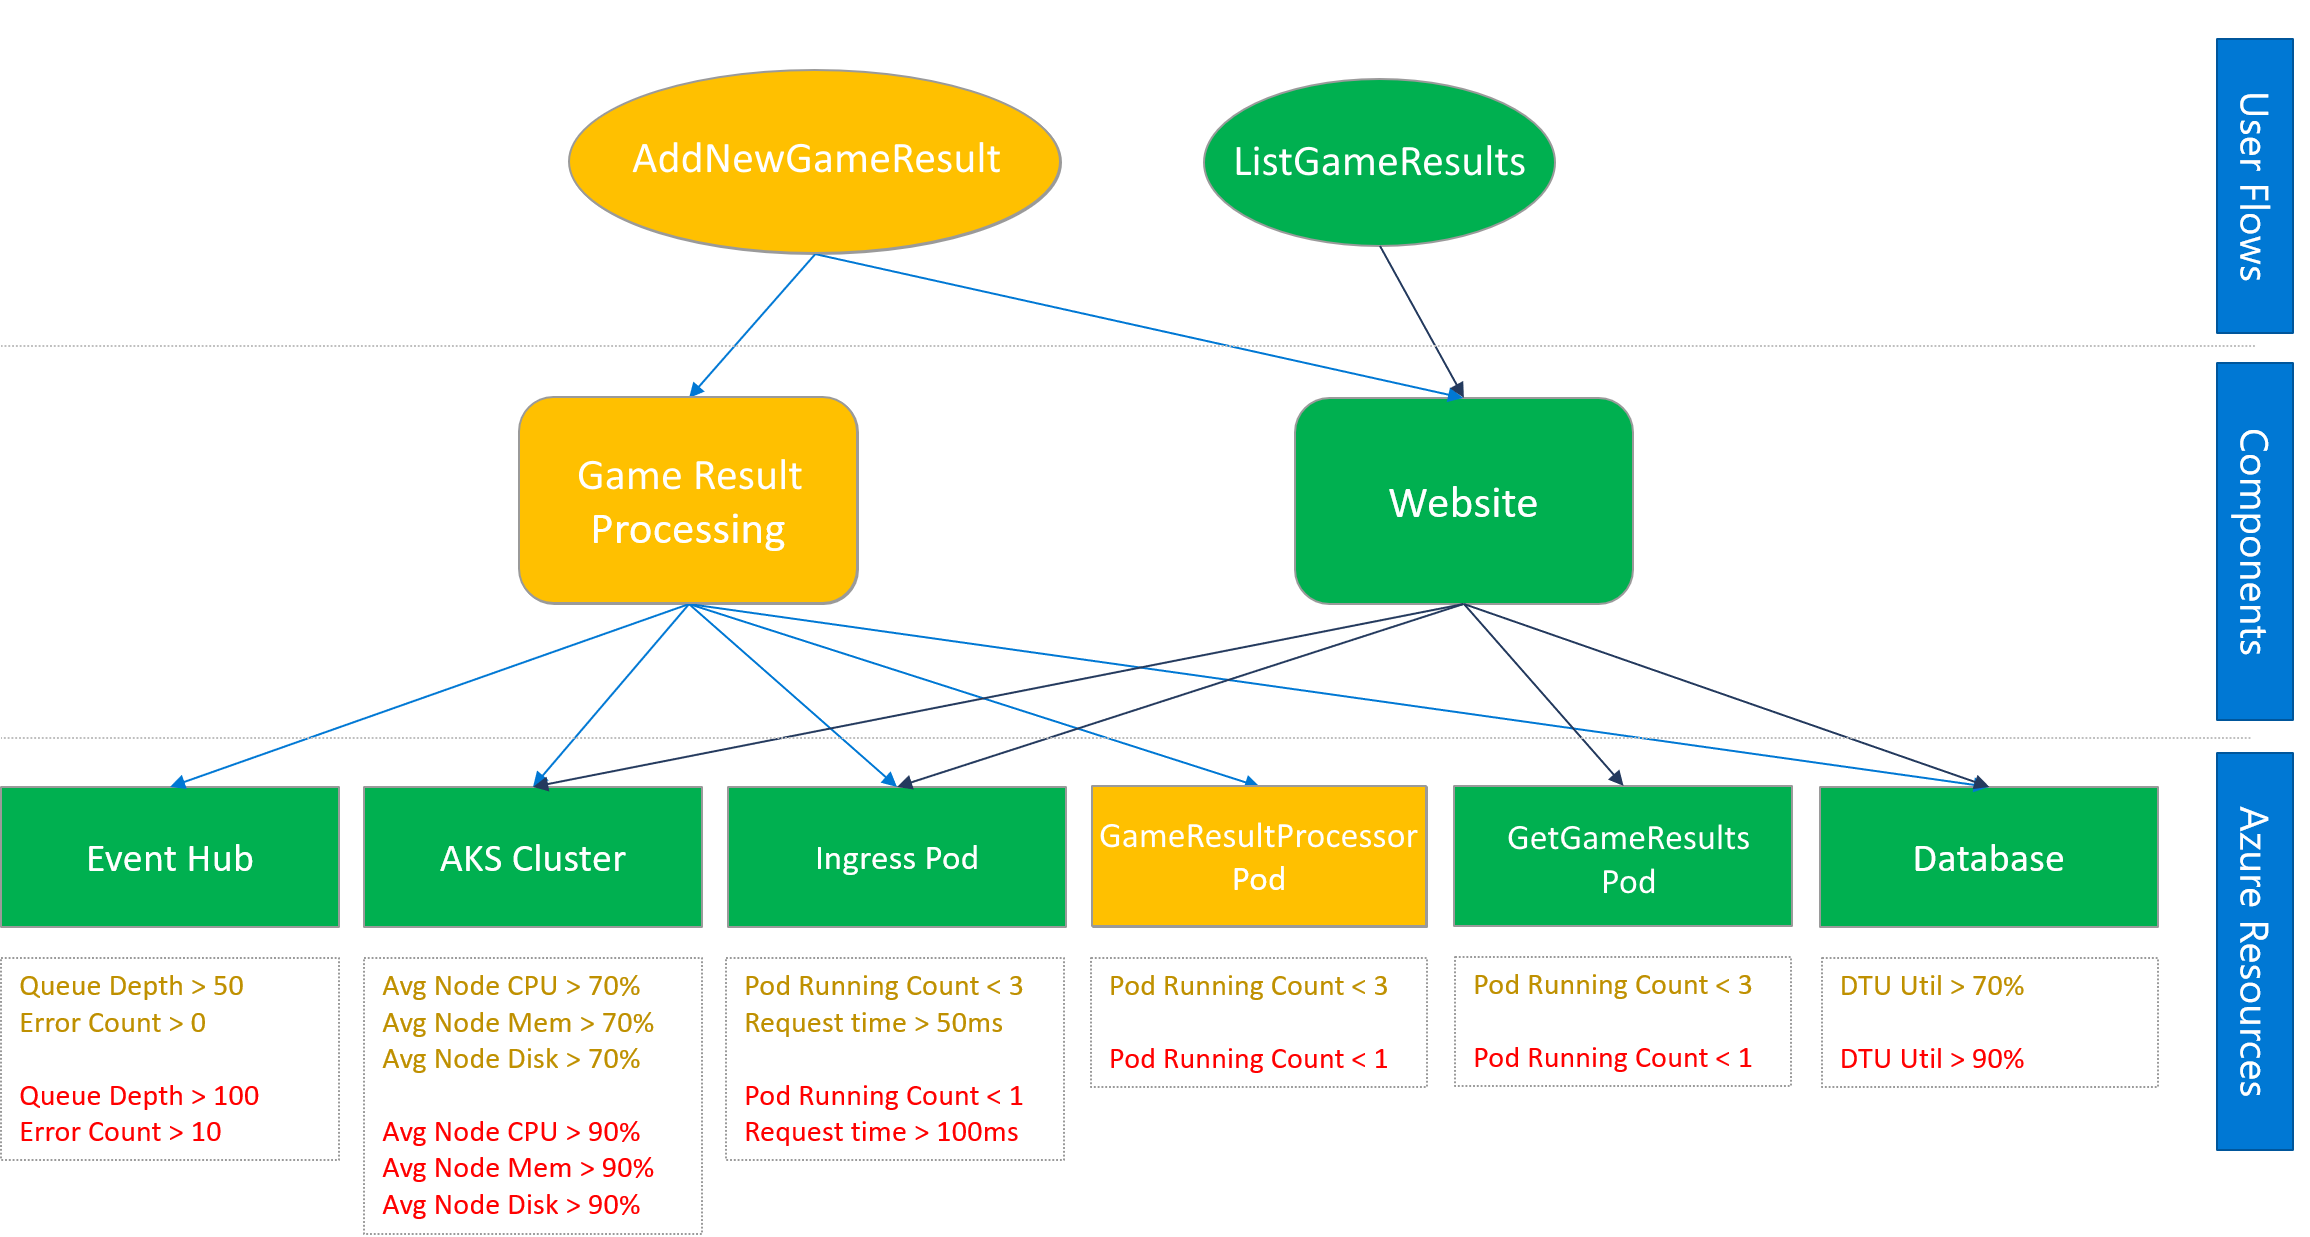 AddNewGameResult
ListGameResults
User Flows
Game Result
Processing
Website
Components
Event Hub
AKS Cluster
Ingress Pod
GameResultProcessor
Pod
GetGameResults
Pod
Database
Azure Resources
Queue Depth > 50
Error Count > 0
Queue Depth > 100
Error Count > 10
Avg Node CPU > 70%
Avg Node Mem > 70%
Avg Node Disk > 70%
Avg Node CPU > 90%
Avg Node Mem > 90%
Avg Node Disk > 90%
Pod Running Count < 3
Request time > 50ms
Pod Running Count < 1
Request time > 100ms
Pod Running Count < 3
Pod Running Count < 1
Pod Running Count < 3
Pod Running Count < 1
DTU Util > 70%
DTU Util > 90%